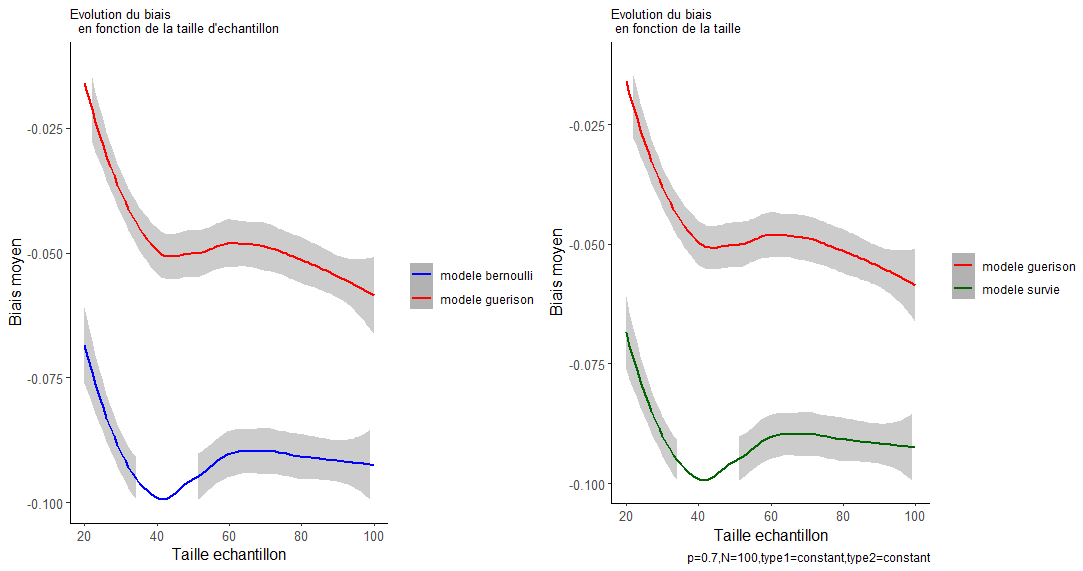 Evolution du biais
en fonction de la taille d'echantillon
Biais moyen
-0.025
-0.050
-0.075
-0.100
20 40 60 80 100
Taille echantillon
modele bernoulli
modele guerison
Evolution du biais
en fonction de la taille
Biais moyen
-0.025
-0.050
-0.075
-0.100
20 40 60 80 100
Taille echantillon
modele guerison
modele survie
p=0.7,N=100,type1=constant,type2=constant